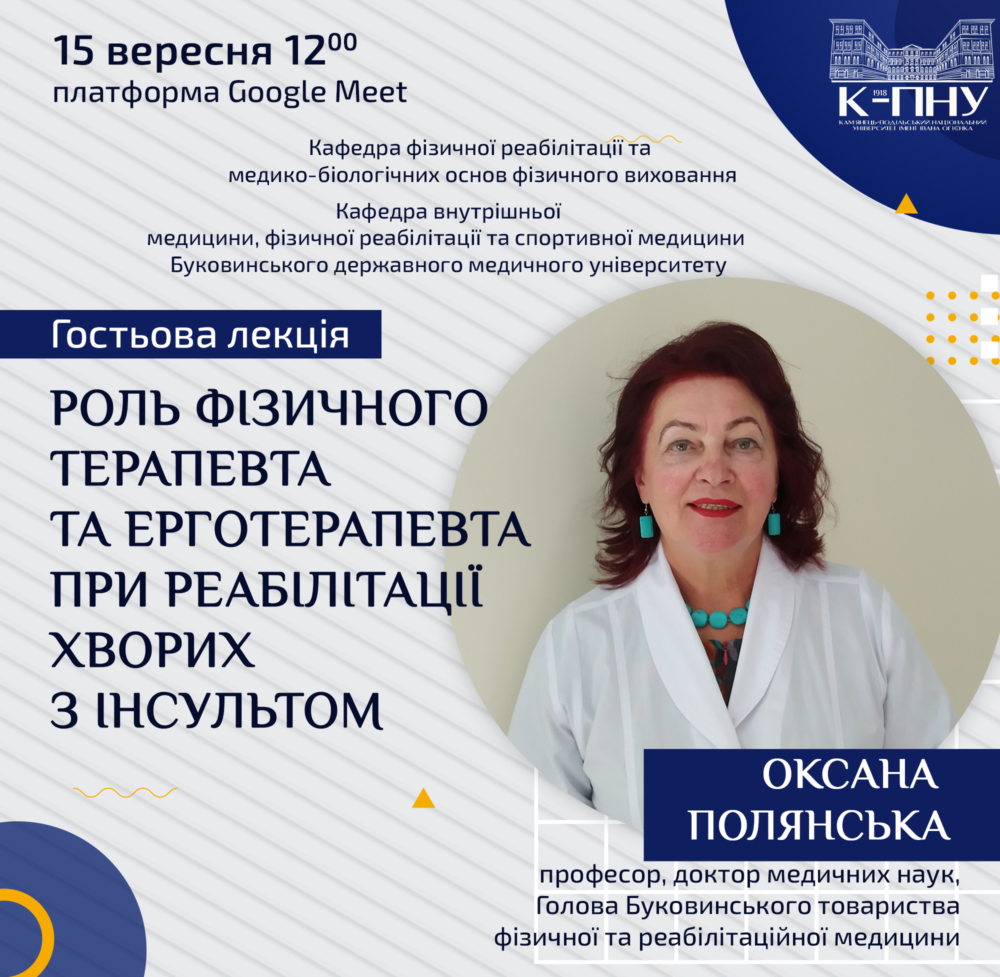 15 вересня 12⁰⁰
платформа Google Meet
К-ПНУ
1918
КАМ'ЯНЕЦЬ-ПОДІЛЬСЬКИЙ НАЦІОНАЛЬНИЙ
УНІВЕРСИТЕТ ІМЕНІ ІВАНА ОГІЄНКА
Кафедра фізичної реабілітації та
медико-біологічних основ фізичного виховання
Кафедра внутрішньої
медицини, фізичної реабілітації та спортивної медицини
Буковинського державного медичного університету
Гостьова лекція
РОЛЬ ФІЗИЧНОГО
ТЕРАПЕВТА
ТА ЕРГОТЕРАПЕВТА
ПРИ РЕАБІЛІТАЦІЇ
ХВОРИХ
З ІНСУЛЬТОМ
ОКСАНА
ПОЛЯНСЬКА
професор, доктор медичних наук,
Голова Буковинського товариства
фізичної та реабілітаційної медицини